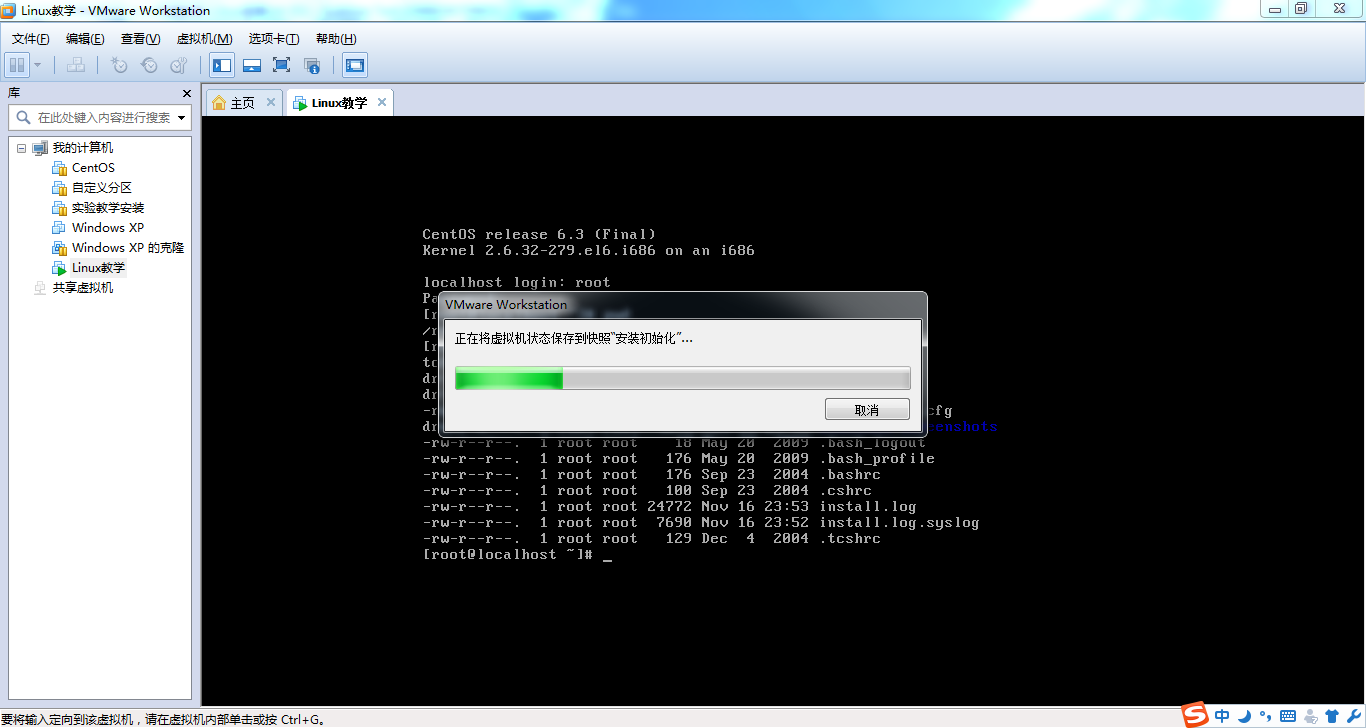 Linux教学 - VMware Workstation
文件(F) 编辑(E) 查看(V) 虚拟机(M) 选项卡(T) 帮助(H)
库
主页
Linux教学
在此处键入内容进行搜索
我的计算机
CentOS
自定义分区
实验教学安装
Windows XP
Windows XP 的克隆
Linux教学
共享虚拟机
CentOS release 6.3 (Final)
Kernel 2.6.32-279.el6.i686 on an i686
localhost login: root
Pa
[r
/r
[r
to
dr
dr
-r cfg
dr eenshots
VMware Workstation
正在将虚拟机状态保存到快照“安装初始化”...
取消
-rw-r--r--. 1 root root 18 May 20 2009 .bash_logout
-rw-r--r--. 1 root root 176 May 20 2009 .bash_profile
-rw-r--r--. 1 root root 176 Sep 23 2004 .bashrc
-rw-r--r--. 1 root root 100 Sep 23 2004 .cshrc
-rw-r--r--. 1 root root 24772 Nov 16 23:53 install.log
-rw-r--r--. 1 root root 7690 Nov 16 23:52 install.log.syslog
-rw-r--r--. 1 root root 129 Dec 4 2004 .tcshrc
[root@localhost ~]# _
要将输入定向到该虚拟机，请在虚拟机内部单击或按 Ctrl+G。
S 中